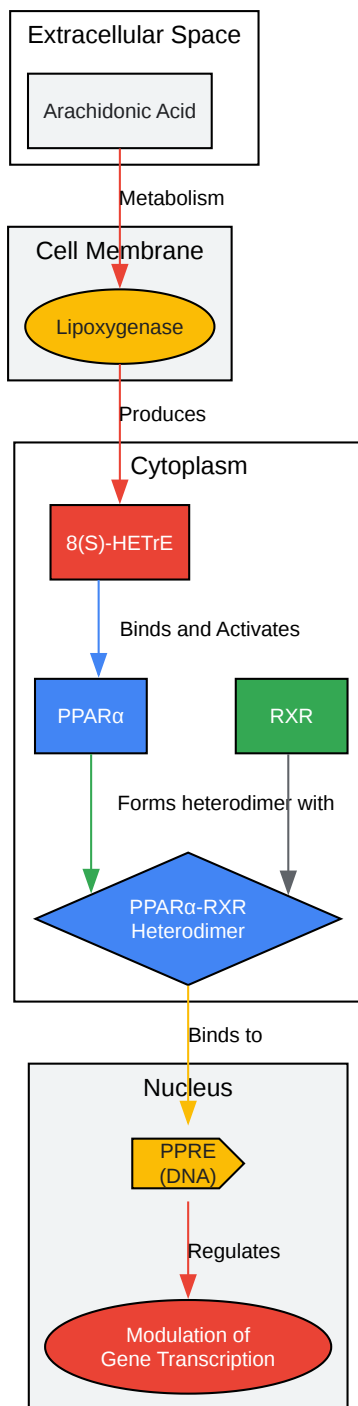 Extracellular Space
Arachidonic Acid
Metabolism
Cell Membrane
Lipoxygenase
Produces
Cytoplasm
8(S)-HETrE
Binds and Activates
PPARα
RXR
Forms heterodimer with
PPARα-RXR
Heterodimer
Binds to
Nucleus
PPRE
(DNA)
Regulates
Modulation of
Gene Transcription